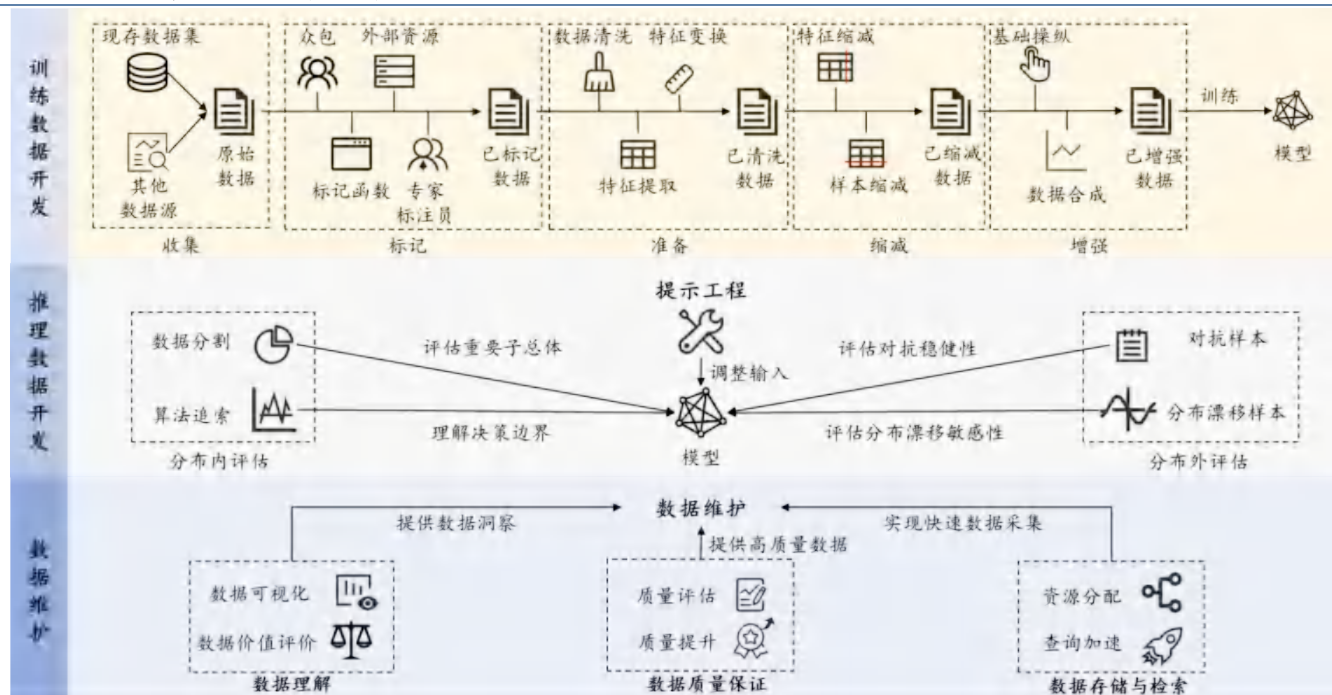 训练数据开发
现存数据集
其他
数据源
原始
数据
收集
众包
外部资源
标记函数
专家
标注员
已标记
数据
标记
数据清洗
特征变换
特征提取
已清洗
数据
准备
特征缩减
样本缩减
已缩减
数据
缩减
基础操纵
数据合成
已增强
数据
增强
训练
模型
推理数据开发
提示工程
调整输入
模型
数据分割
算法追索
分布内评估
评估重要子总体
理解决策边界
评估对抗稳健性
评估分布漂移敏感性
对抗样本
分布漂移样本
分布外评估
数据维护
数据维护
提供数据洞察
提供高质量数据
实现快速数据采集
数据可视化
数据价值评价
数据理解
质量评估
质量提升
数据质量保证
资源分配
查询加速
数据存储与检索